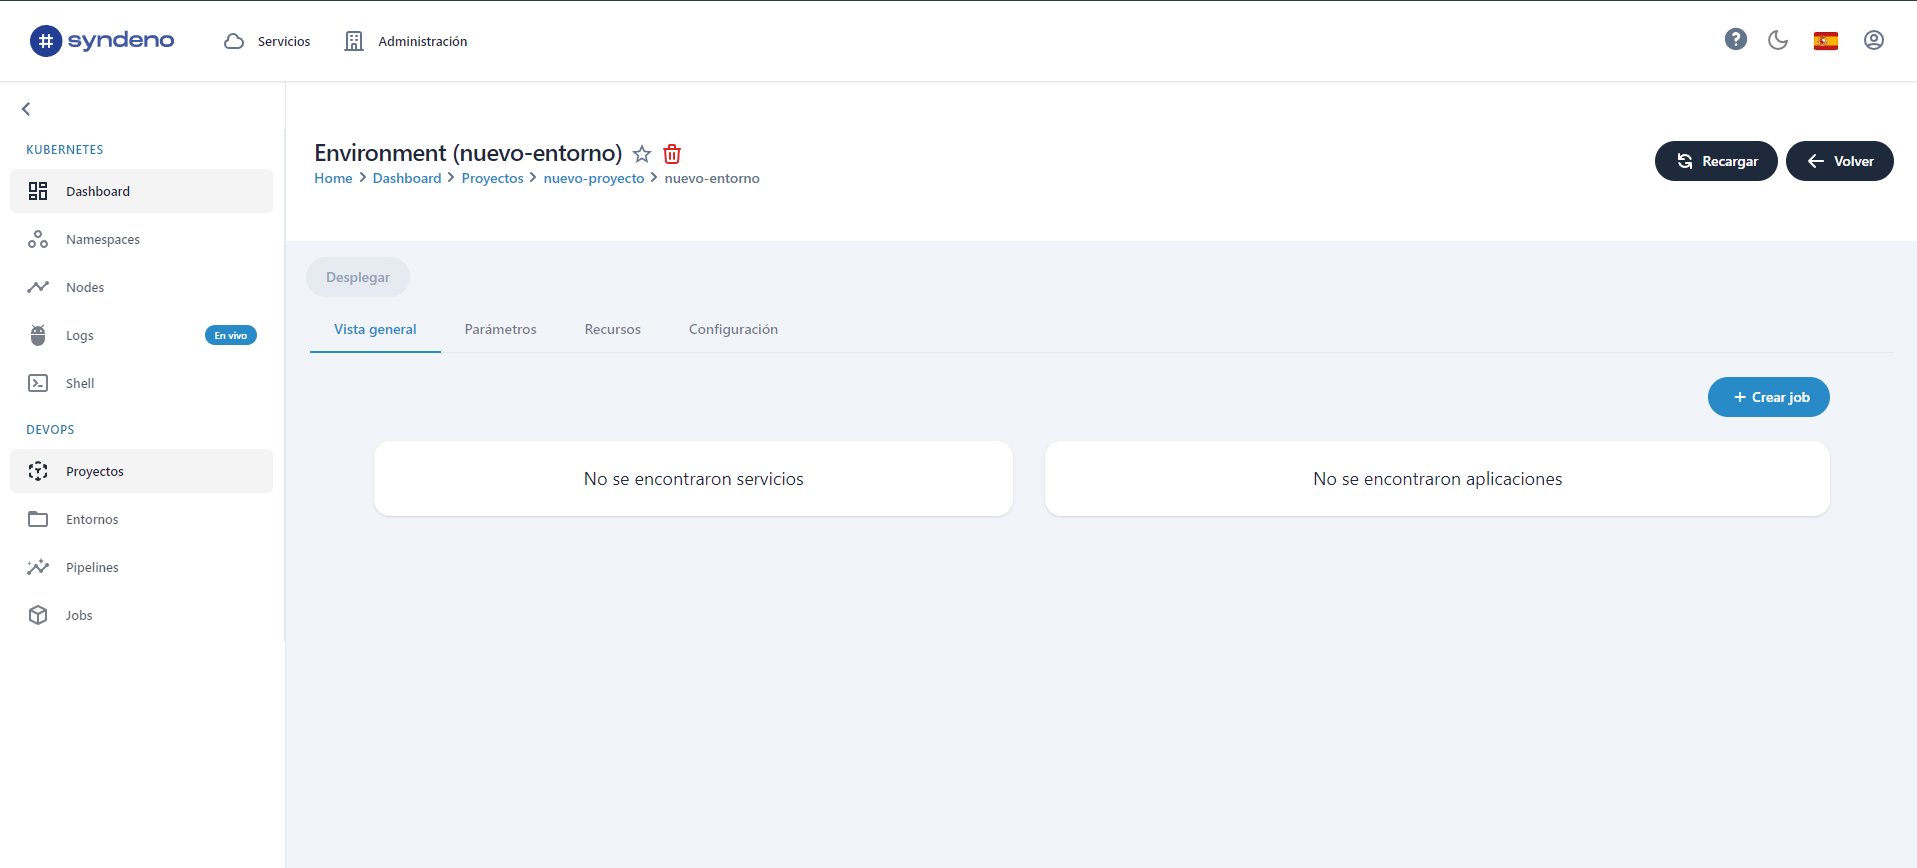 # syndeno
Servicios
Administración
?
KUBERNETES
Dashboard
Namespaces
Nodes
Logs
En vivo
Shell
DEVOPS
Proyectos
Entornos
Pipelines
Jobs
Environment (nuevo-entorno)
Home > Dashboard > Proyectos > nuevo-proyecto > nuevo-entorno
Recargar
Volver
Desplegar
Vista general
Parámetros
Recursos
Configuración
+ Crear job
No se encontraron servicios
No se encontraron aplicaciones